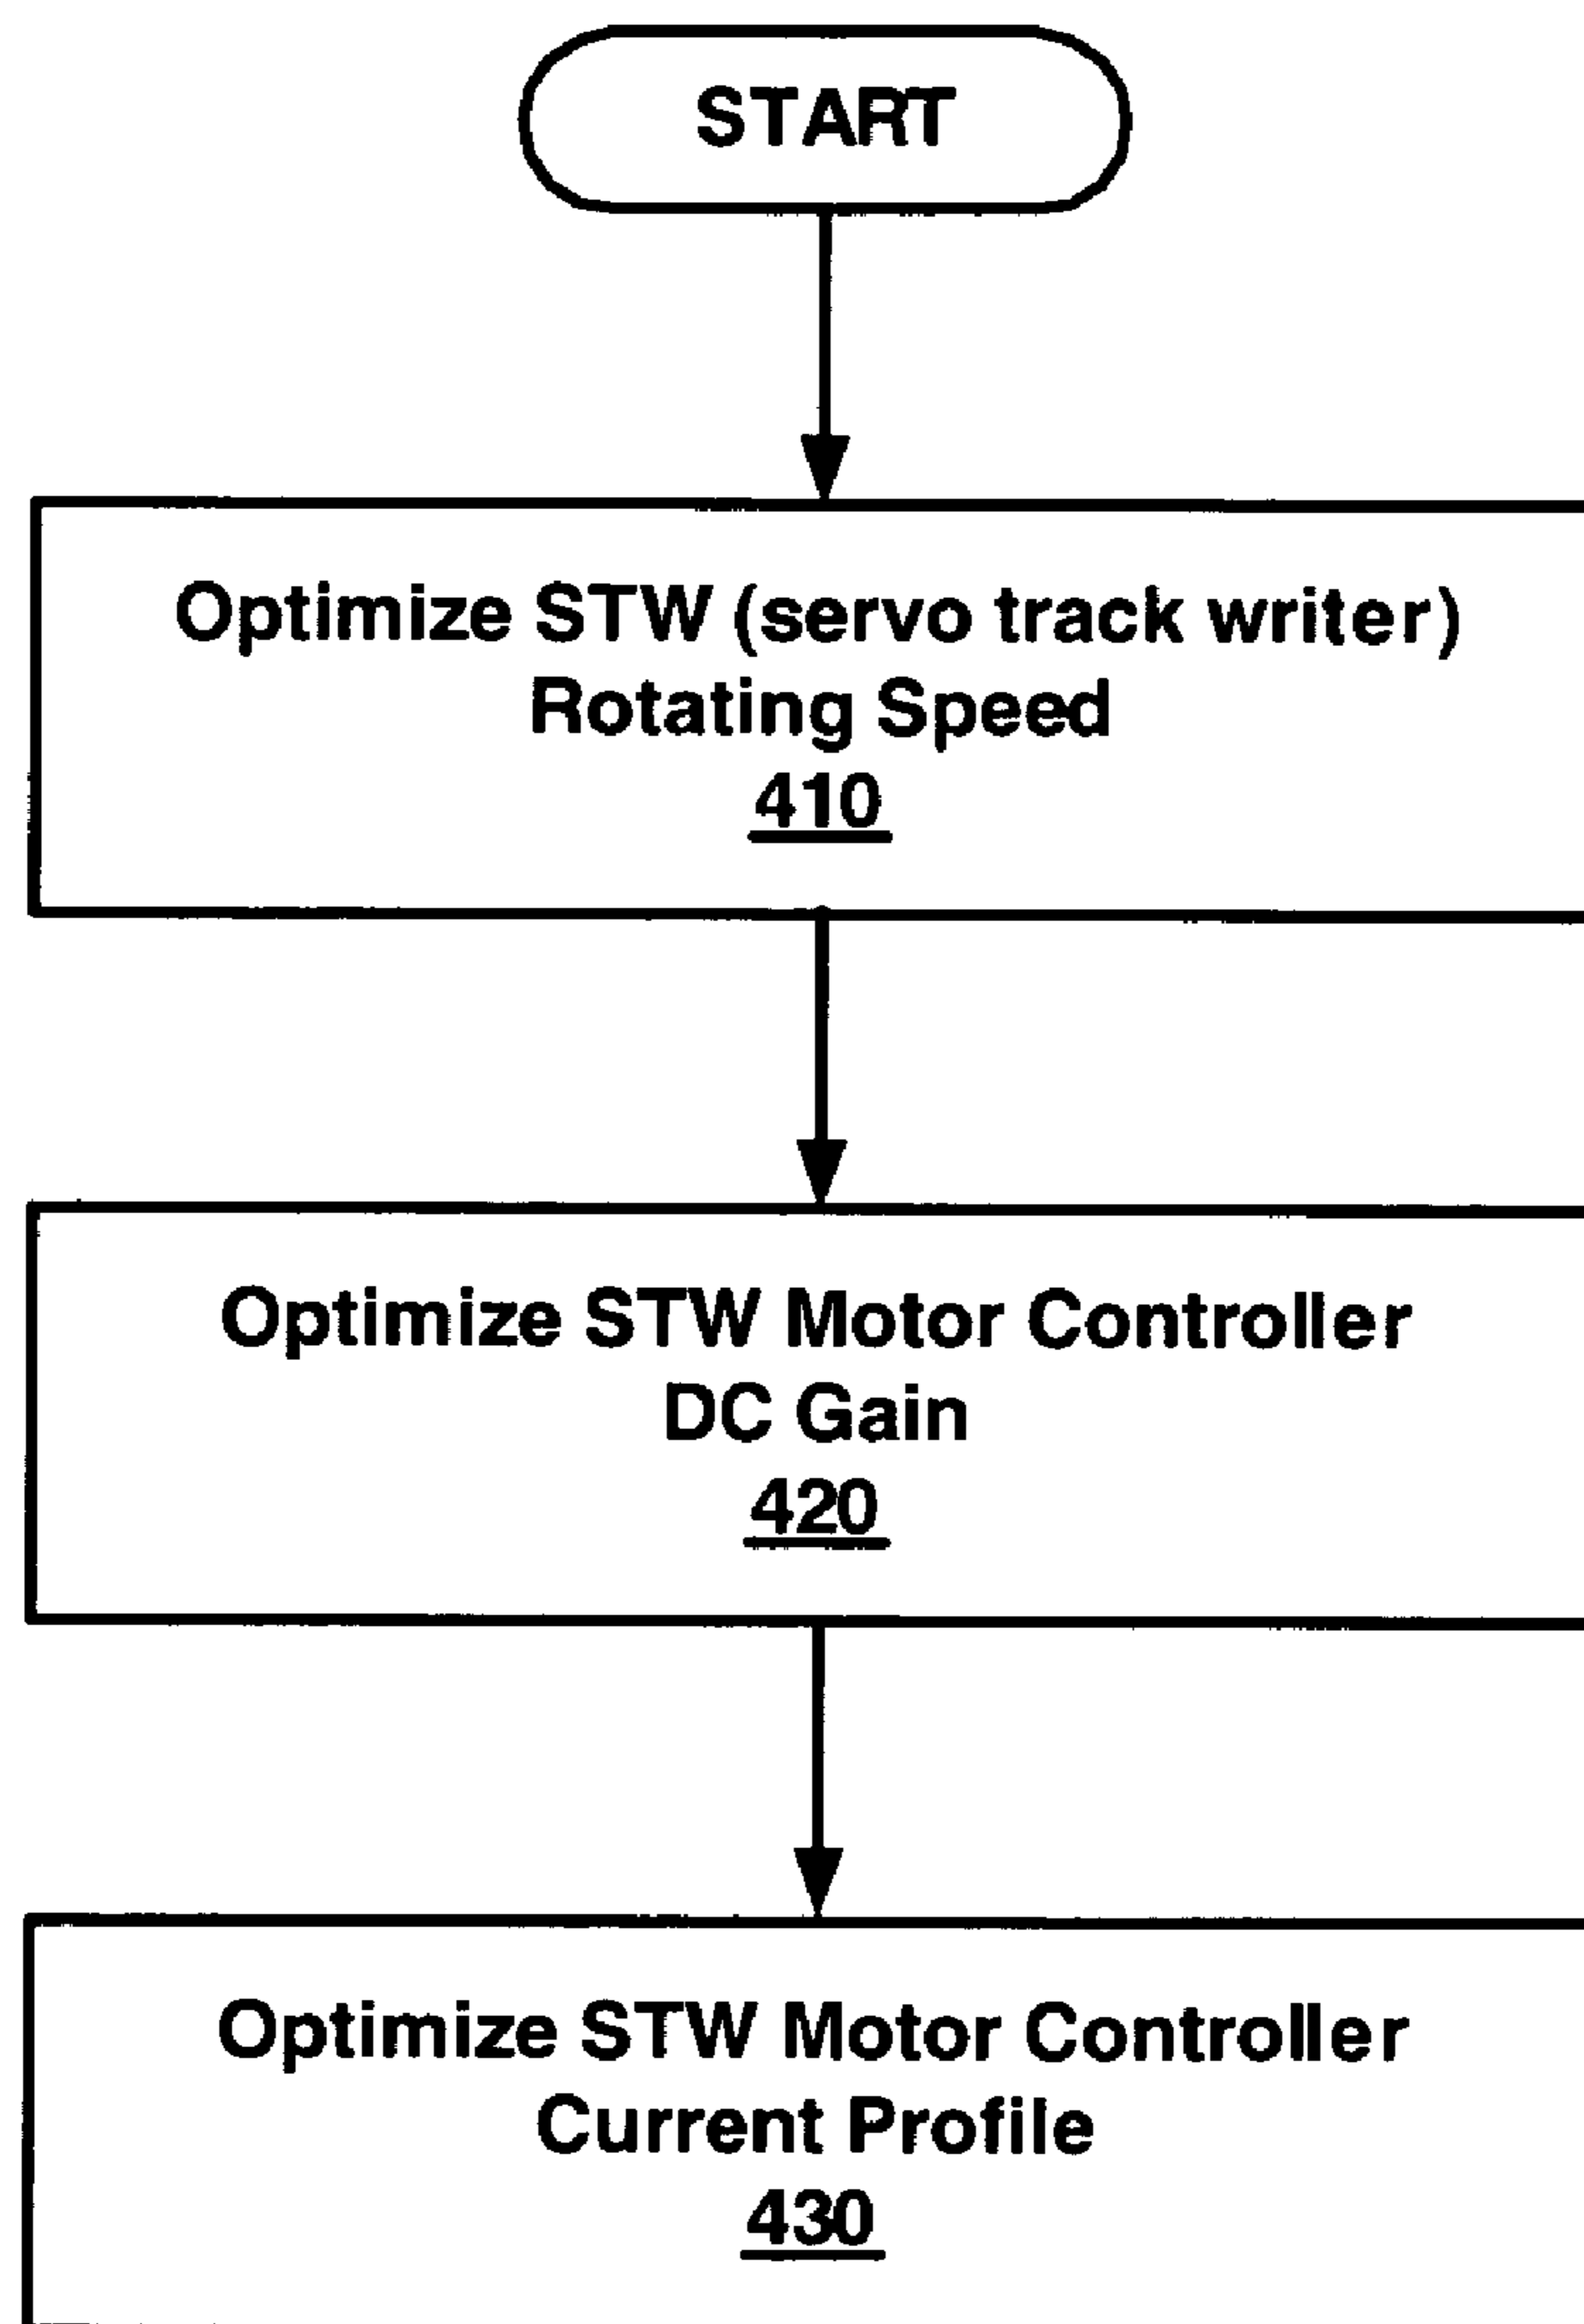 START
Optimize STW (servo track writer)
Rotating Speed
410
Optimize STW Motor Controller
DC Gain
420
Optimize STW Motor Controller
Current Profile
430